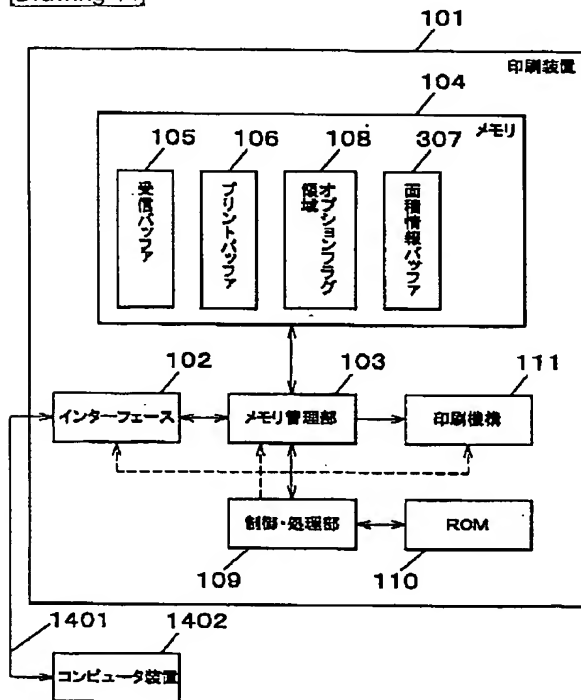 101
印刷装置
104
メモリ
105
106
108
307
受信バッファ
プリントバッファ
オプションフラグ
領域
面積情報バッファ
102
103
111
インターフェース
メモリ管理部
印刷機構
制御・処理部
ROM
109
110
1401
1402
コンピュータ装置